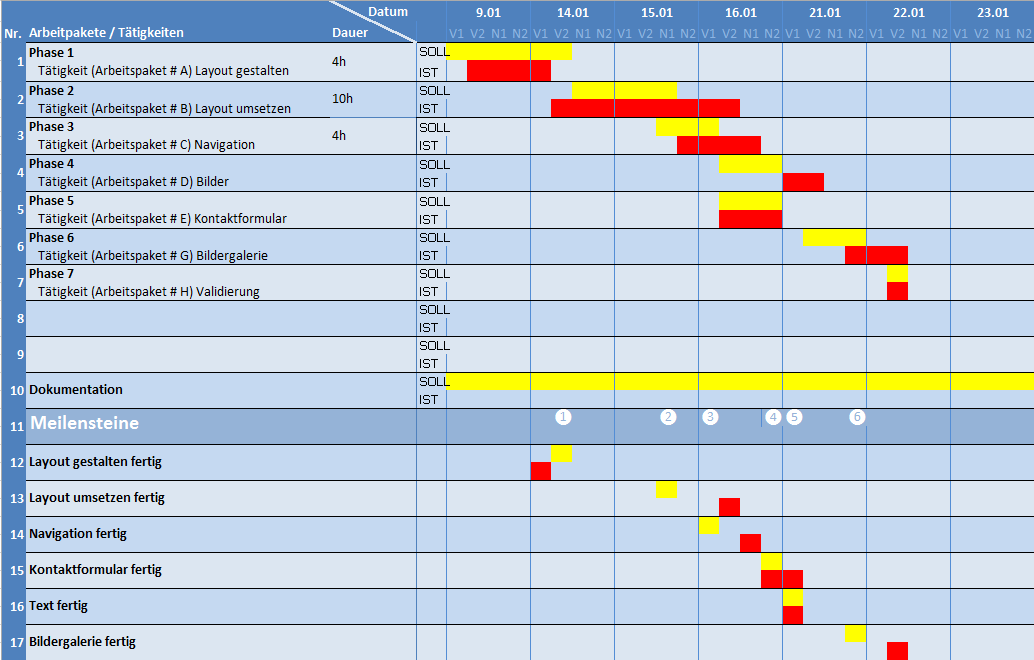 Datum 9.01 14.01 15.01 16.01 21.01 22.01 23.01
Nr. Arbeitpakete / Tätigkeiten Dauer V1 V2 N1 N2 V1 V2 N1 N2 V1 V2 N1 N2 V1 V2 N1 N2 V1 V2 N1 N2 V1 V2 N1 N2 V1 V2 N1 N2
Phase 1 SOLL
1 4h
Tätigkeit (Arbeitspaket # A) Layout gestalten IST
Phase 2 SOLL
2 10h
Tätigkeit (Arbeitspaket # B) Layout umsetzen IST
Phase 3 SOLL
3 4h
Tätigkeit (Arbeitspaket # C) Navigation IST
Phase 4 SOLL
4
Tätigkeit (Arbeitspaket # D) Bilder IST
Phase 5 SOLL
5
Tätigkeit (Arbeitspaket # E) Kontaktformular IST
Phase 6 SOLL
6
Tätigkeit (Arbeitspaket # G) Bildergalerie IST
Phase 7 SOLL
7
Tätigkeit (Arbeitspaket # H) Validierung IST
SOLL
8
IST
SOLL
9
IST
SOLL
10 Dokumentation
IST
11 Meilensteine 1 2 3 4 5 6
12 Layout gestalten fertig
13 Layout umsetzen fertig
14 Navigation fertig
15 Kontaktformular fertig
16 Text fertig
17 Bildergalerie fertig